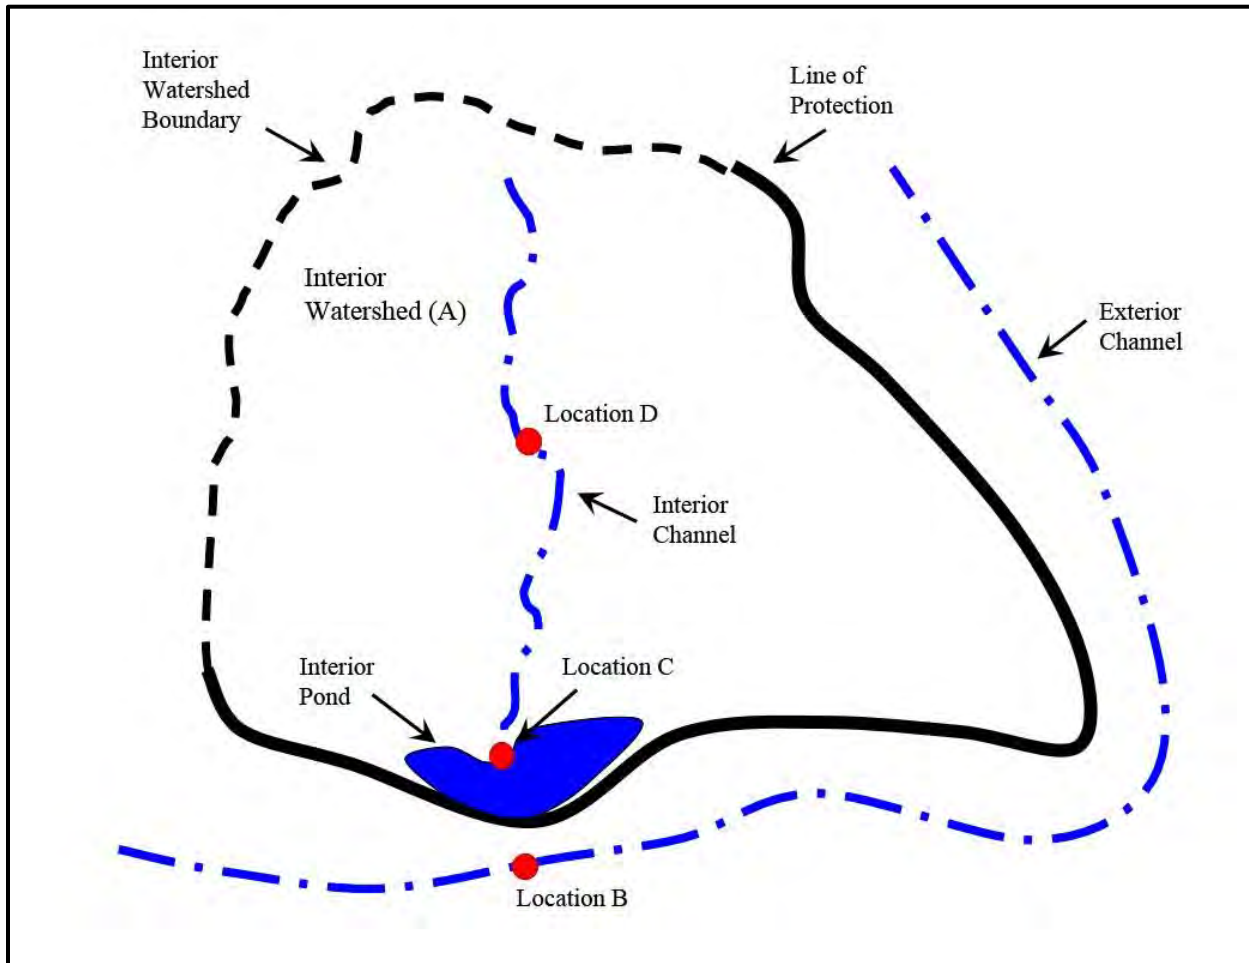 Interior
Watershed
Boundary
Line of
Protection
Interior
Watershed (A)
Exterior
Channel
Location D
Interior
Channel
Interior
Pond
Location C
Location B